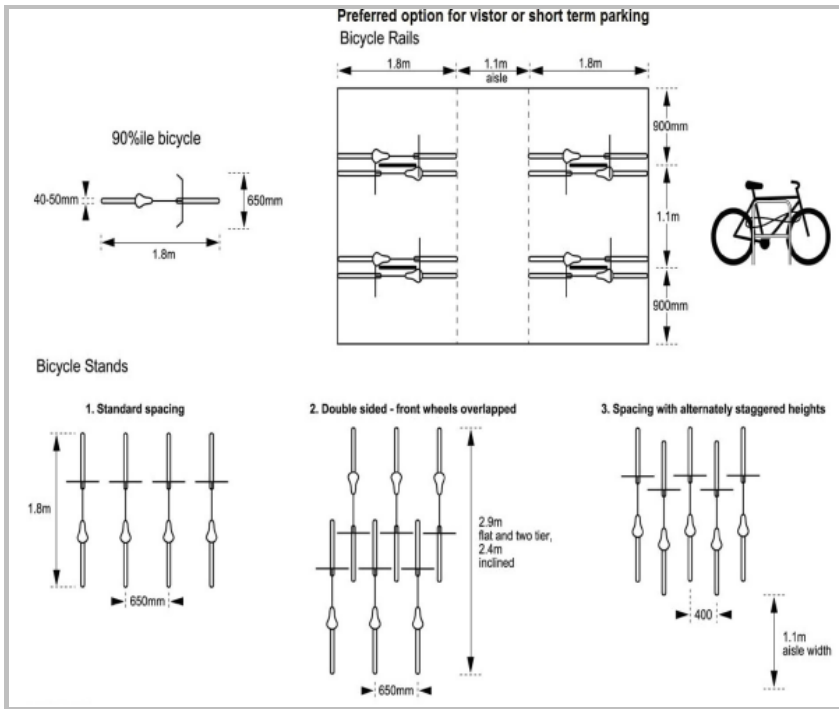 Preferred option for vistor or short term parking
Bicycle Rails
1.8m
1.1m
aisle
1.8m
900mm
90%ile bicycle
40-50mm
650mm
1.1m
1.8m
900mm
Bicycle Stands
1. Standard spacing
2. Double sided - front wheels overlapped
3. Spacing with alternately staggered heights
1.8m
2.9m
flat and two tier,
2.4m
inclined
650mm
400
1.1m
aisle width
650mm